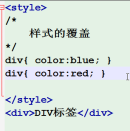 <style>
/*
样式的覆盖
*/
div{ color:blue; }
div{ color:red; }
</style>
<div>DIV标签</div>